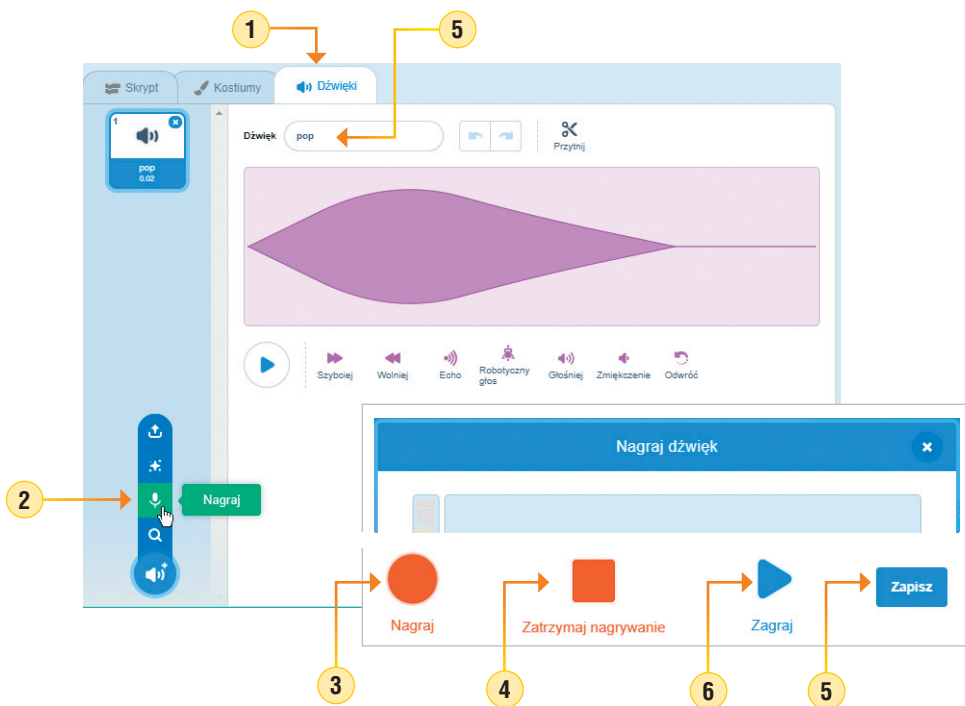 1
5
Skrypt
Kostiumy
Dźwięki
1
pop
0.02
Dźwięk
pop
5
Przytnij
Szybciej
Wolniej
Echo
Robotyczny
głos
Głośniej
Zmiękczenie
Odwróć
2
Nagraj
Nagraj dźwięk
Nagraj
Zatrzymaj nagrywanie
Zagraj
Zapisz
3
4
6
5